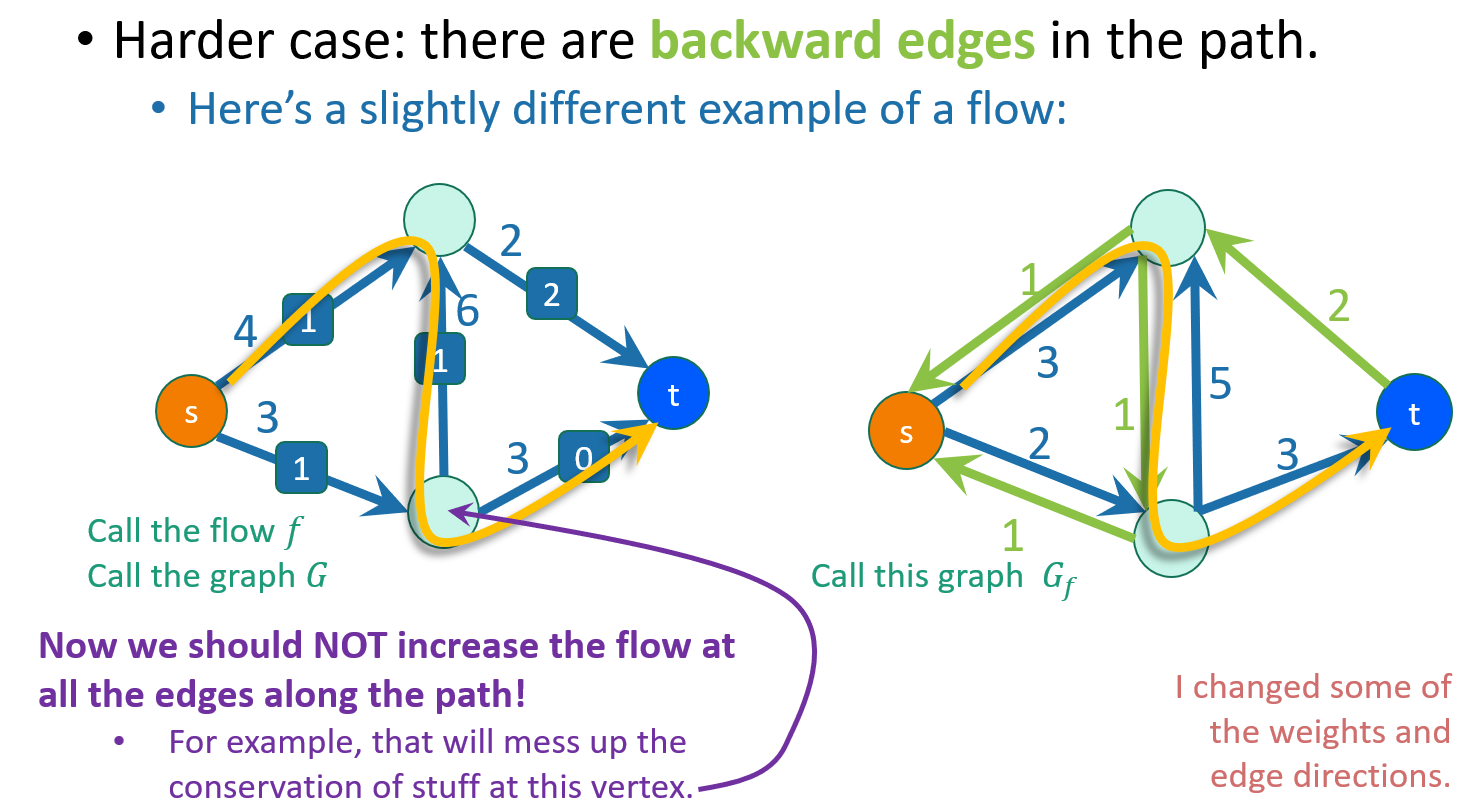 • Harder case: there are backward edges in the path.
• Here's a slightly different example of a flow:
2
2
4
1
6
1
s
t
3
1
3
0
1
3
2
1
5
s
t
2
3
1
Call the flow f
Call the graph G
Call this graph G_f
Now we should NOT increase the flow at
all the edges along the path!
• For example, that will mess up the
conservation of stuff at this vertex.
I changed some of
the weights and
edge directions.